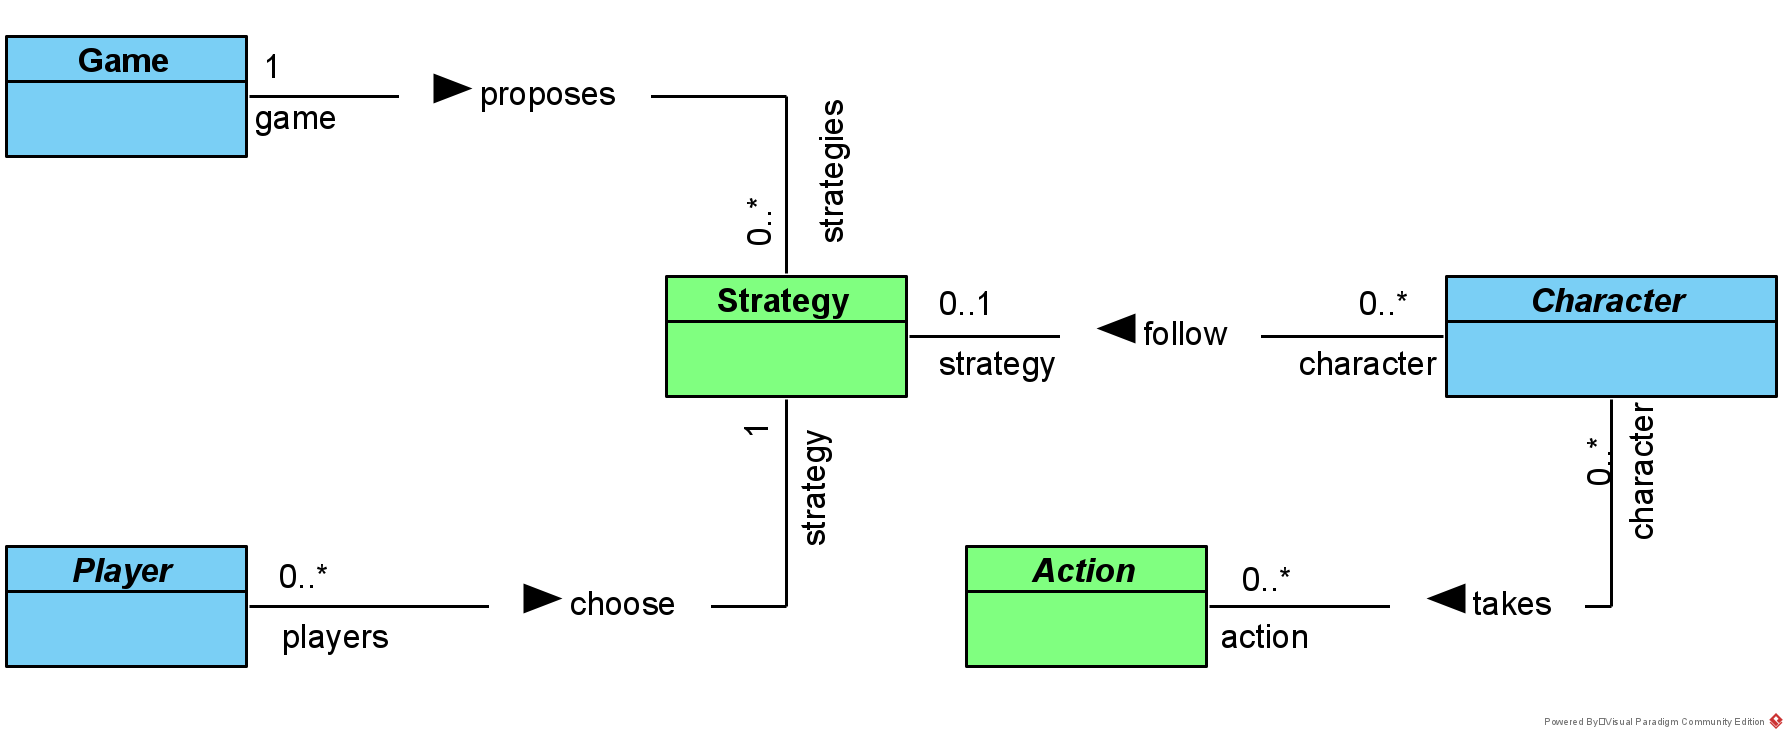 Game
1
game
proposes
strategies
0..*
Strategy
0..1
strategy
follow
0..*
character
Character
1
strategy
0..*
character
Player
0..*
players
choose
Action
0..*
action
takes
Powered By Visual Paradigm Community Edition